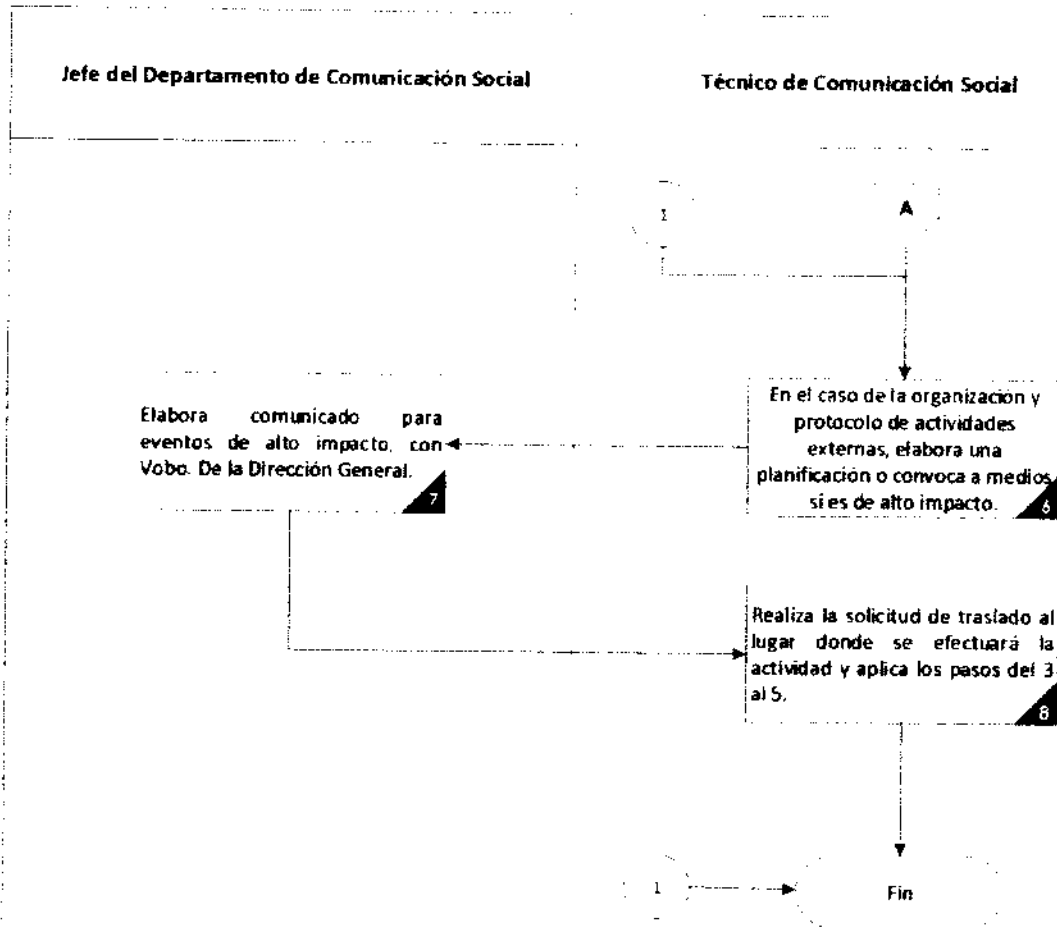 Jefe del Departamento de Comunicación Social
Técnico de Comunicación Social
A
En el caso de la organización y
protocolo de actividades
externas, elabora una
planificación o convoca a medios
si es de alto impacto.
6
Elabora comunicado para
eventos de alto impacto, con
Vobo. De la Dirección General.
7
Realiza la solicitud de traslado al
lugar donde se efectuará la
actividad y aplica los pasos del 3
al 5.
8
1
Fin